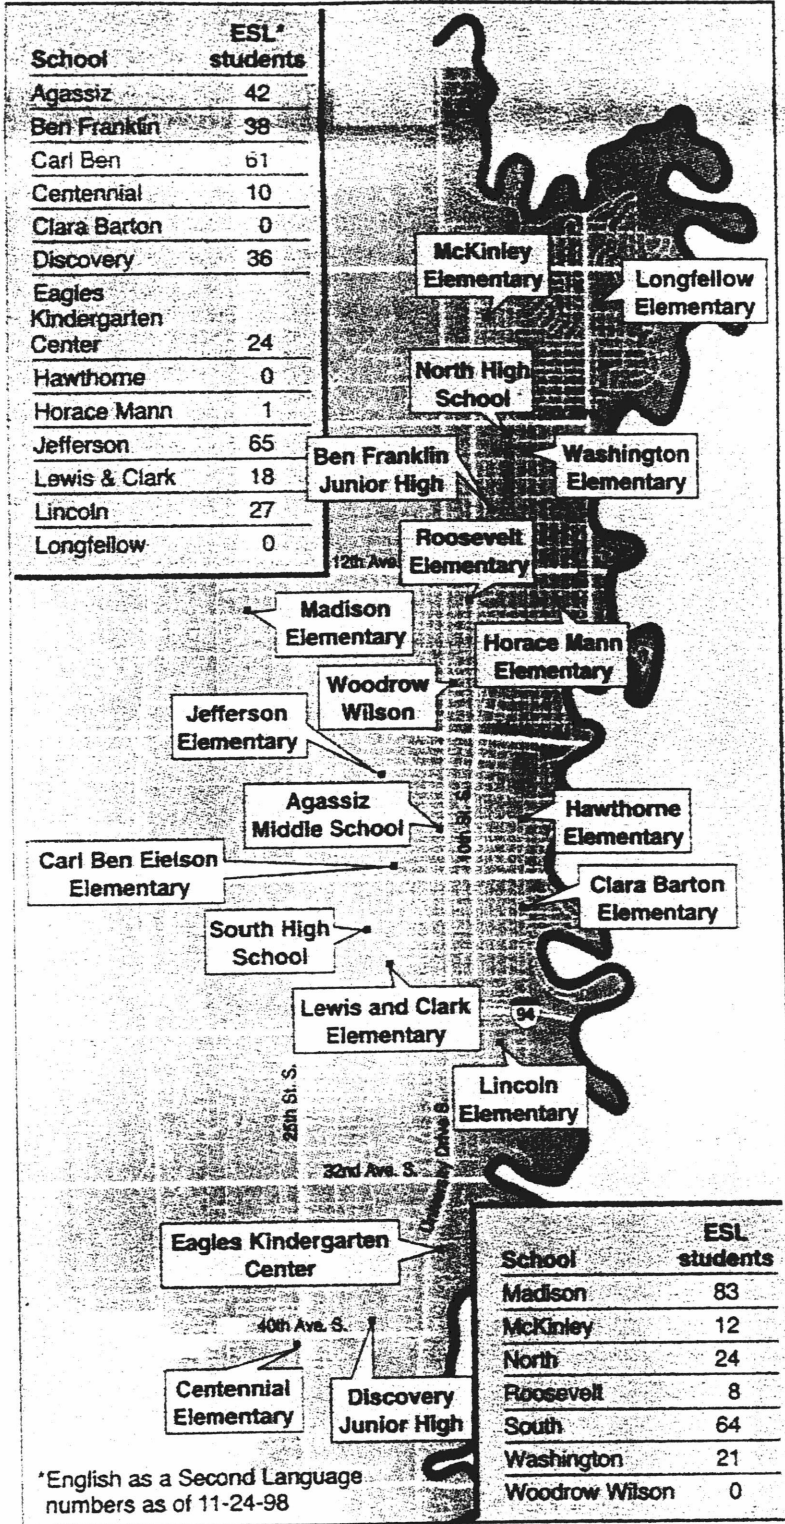 School ESL* students
Agassiz 42
Ben Franklin 38
Carl Ben 61
Centennial 10
Clara Barton 0
Discovery 36
Eagles
Kindergarten
Center 24
Hawthorne 0
Horace Mann 1
Jefferson 65
Lewis & Clark 18
Lincoln 27
Longfellow 0
McKinley
Elementary
Longfellow
Elementary
North High
School
Ben Franklin
Junior High
Washington
Elementary
Roosevelt
Elementary
12th Ave.
Madison
Elementary
Horace Mann
Elementary
Woodrow
Wilson
Jefferson
Elementary
Agassiz
Middle School
10th St. S.
Hawthorne
Elementary
Carl Ben Eielson
Elementary
Clara Barton
Elementary
South High
School
Lewis and Clark
Elementary
94
Lincoln
Elementary
25th St. S.
University Drive S.
32nd Ave. S.
Eagles Kindergarten
Center
40th Ave. S.
Centennial
Elementary
Discovery
Junior High
School ESL students
Madison 83
McKinley 12
North 24
Roosevelt 8
South 64
Washington 21
Woodrow Wilson 0
*English as a Second Language
numbers as of 11-24-98